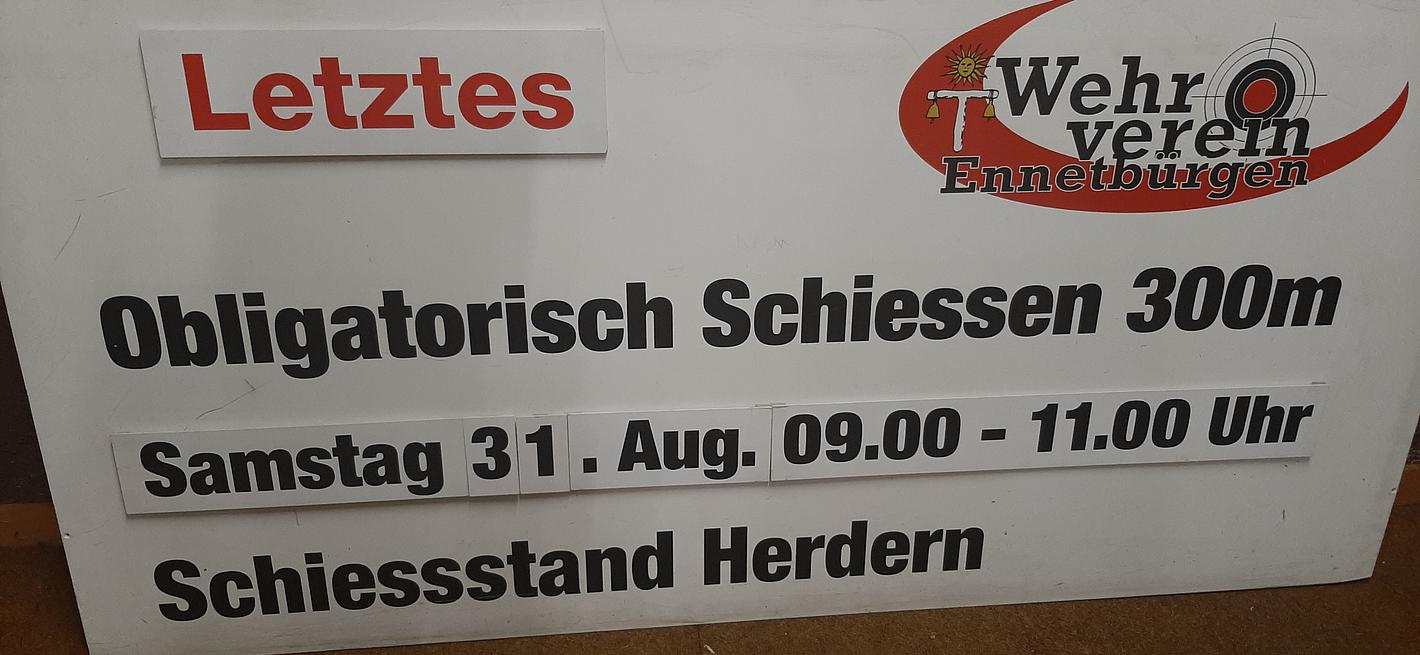 Letztes
Wehr
verein
Ennetbürgen
Obligatorisch Schiessen 300m
Samstag 31. Aug. 09.00 - 11.00 Uhr
Schiessstand Herdern